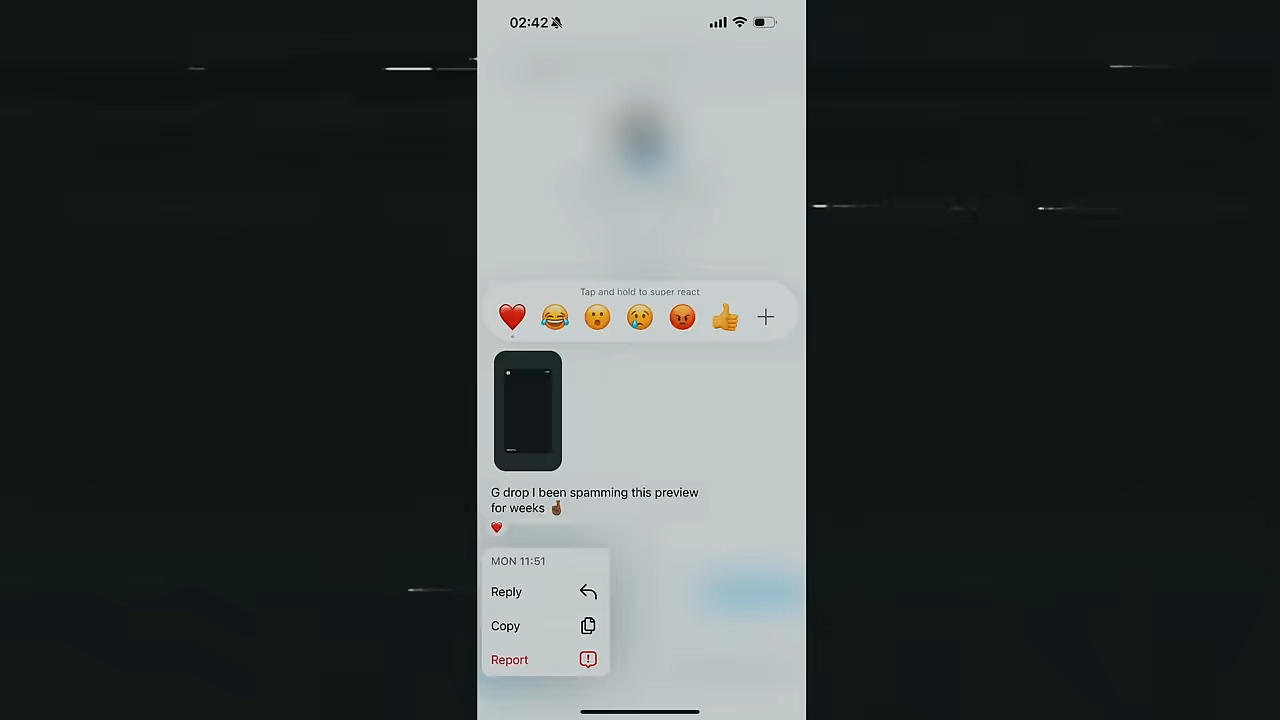 02:42
Tap and hold to super react
G drop I been spamming this preview
for weeks 🤞🏾
MON 11:51
Reply
Copy
Report